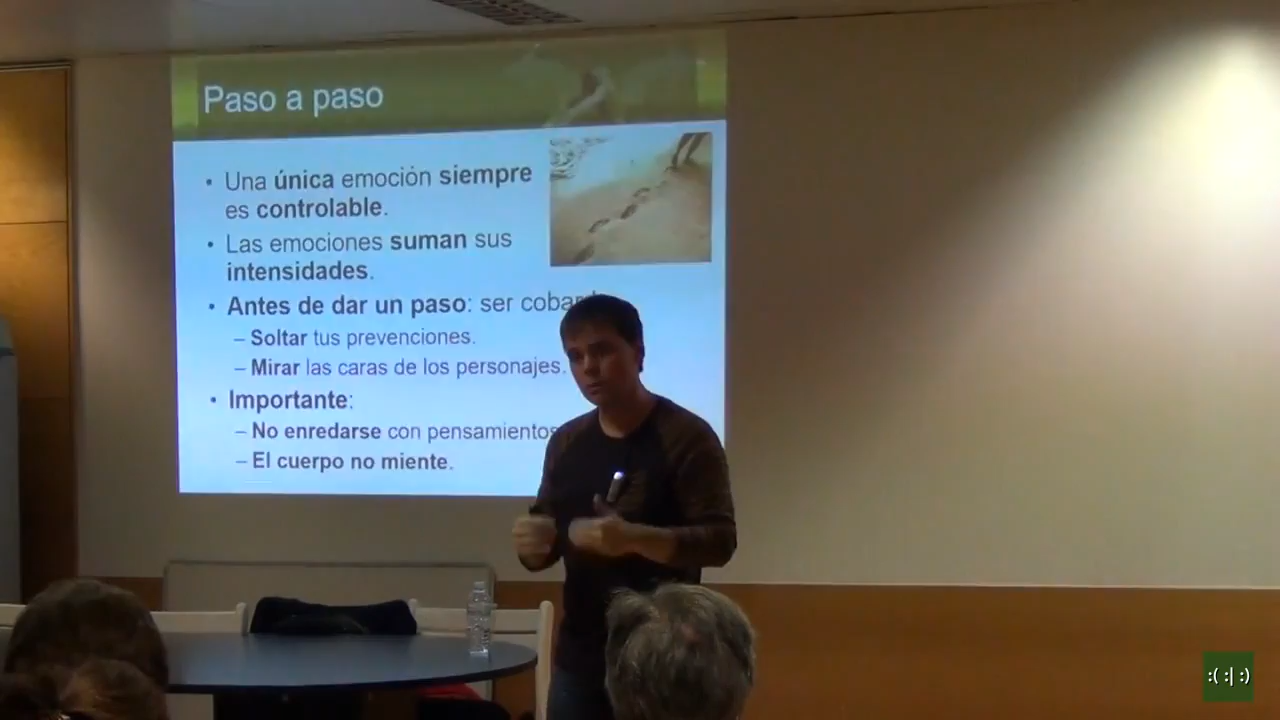 Paso a paso
• Una única emoción siempre
es controlable.
• Las emociones suman sus
intensidades.
• Antes de dar un paso: ser
– Soltar tus prevenciones.
– Mirar las caras de los personajes.
• Importante:
– No enredarse con pensamientos
– El cuerpo no miente.
:( :| :)